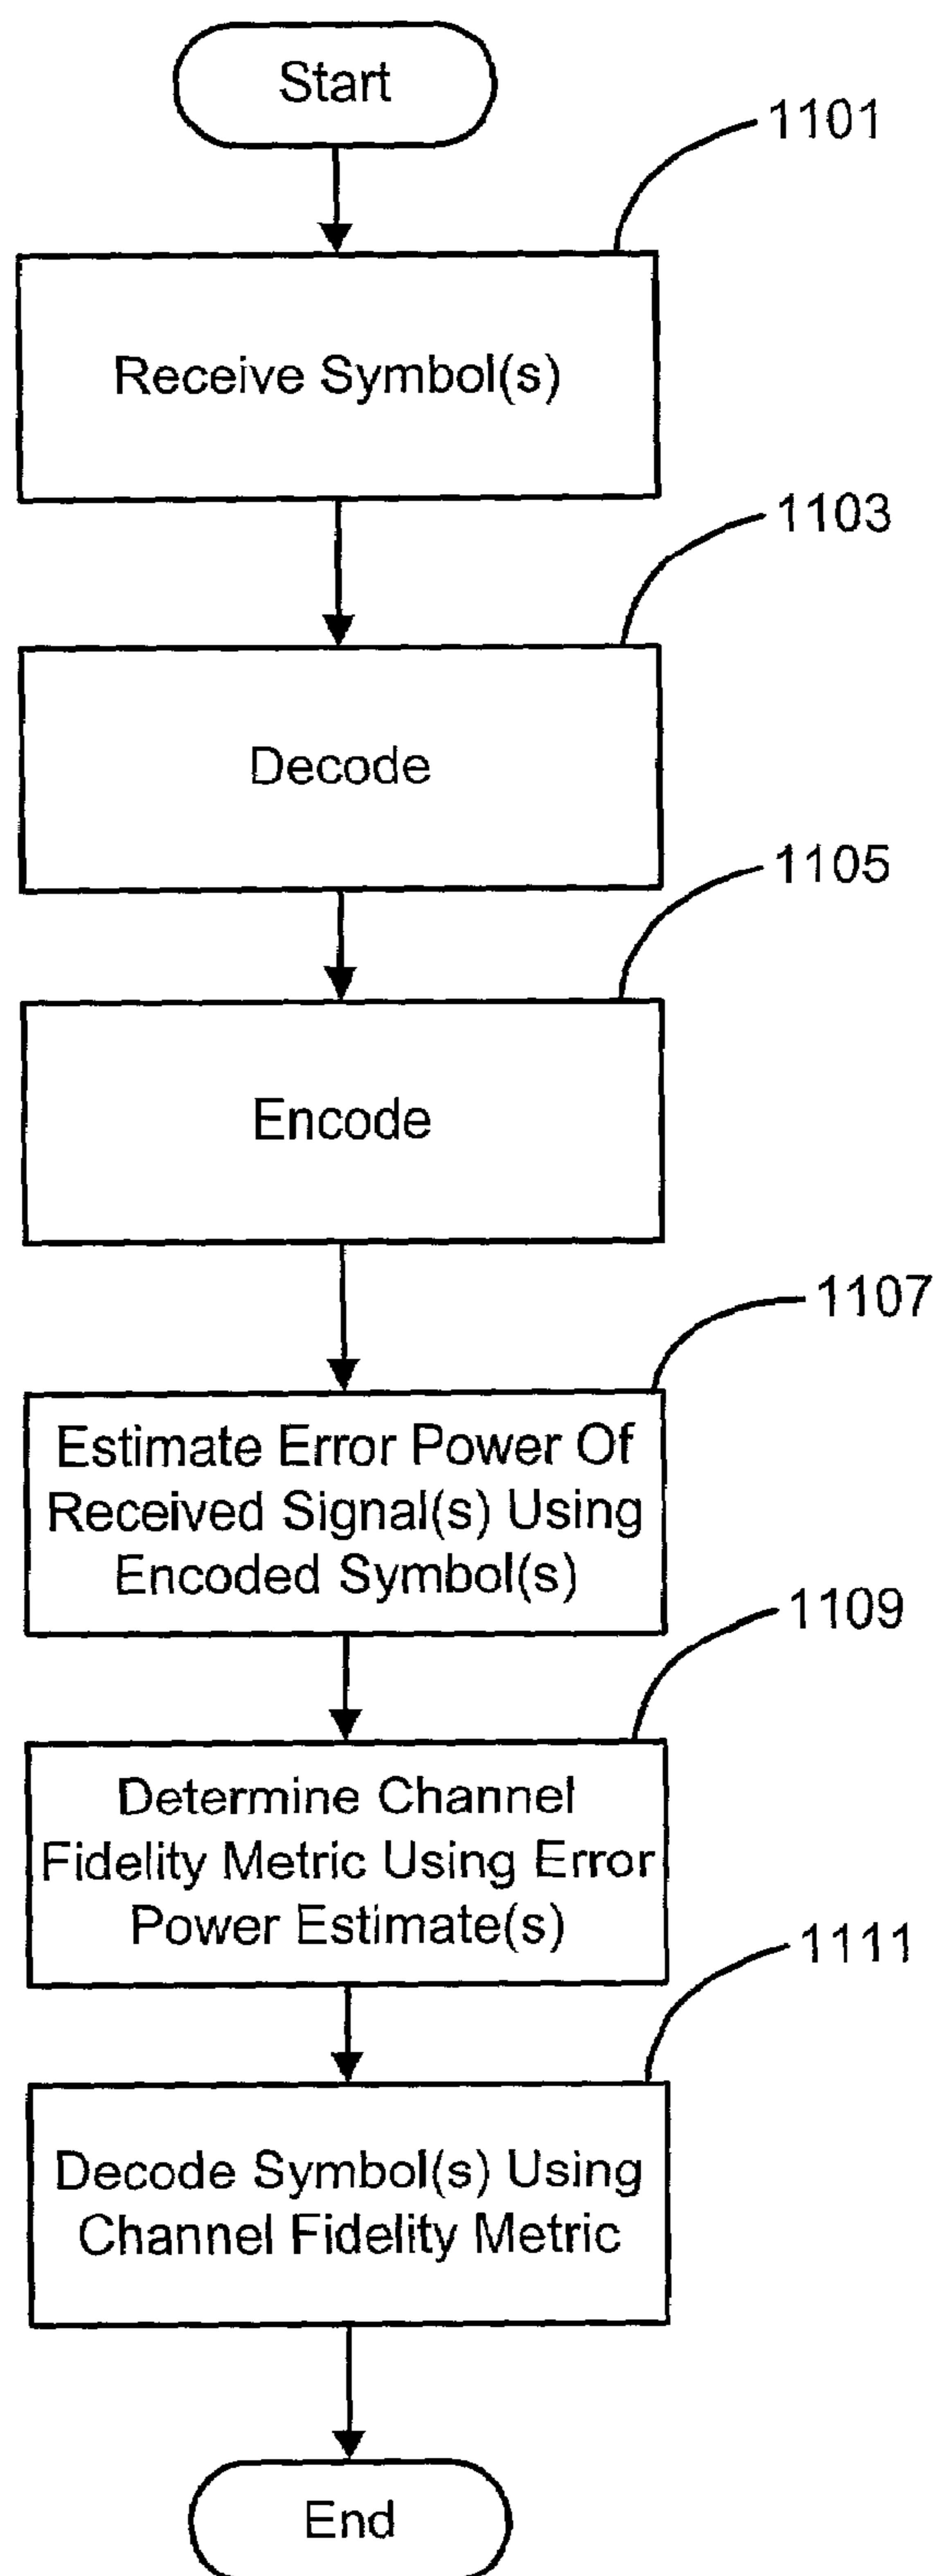 Start
1101
Receive Symbol(s)
1103
Decode
1105
Encode
1107
Estimate Error Power Of
Received Signal(s) Using
Encoded Symbol(s)
1109
Determine Channel
Fidelity Metric Using Error
Power Estimate(s)
1111
Decode Symbol(s) Using
Channel Fidelity Metric
End